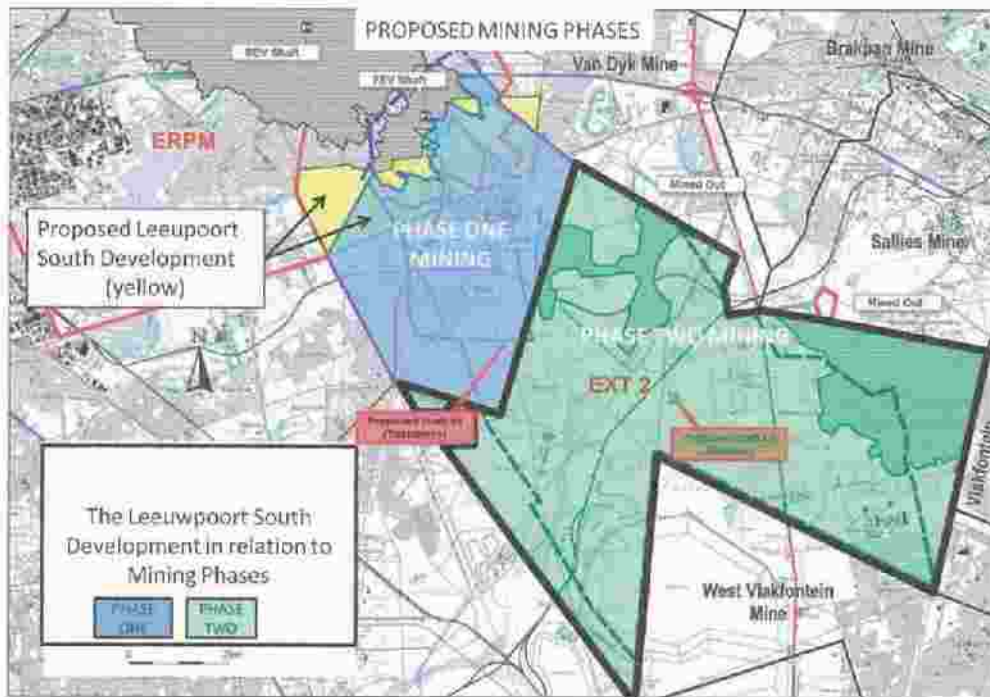 PROPOSED MINING PHASES
Van Dyk Mine
Brakpan Mine
ERPM
Mined Out
Proposed Leeupoort
South Development
(yellow)
PHASE ONE
MINING
Sallies Mine
Mined Out
N
PHASE TWO MINING
EXT 2
The Leeuwpoort South
Development in relation to
Mining Phases
PHASE
ONE
PHASE
TWO
West Vlakfontein
Mine
Vlakfontein
0